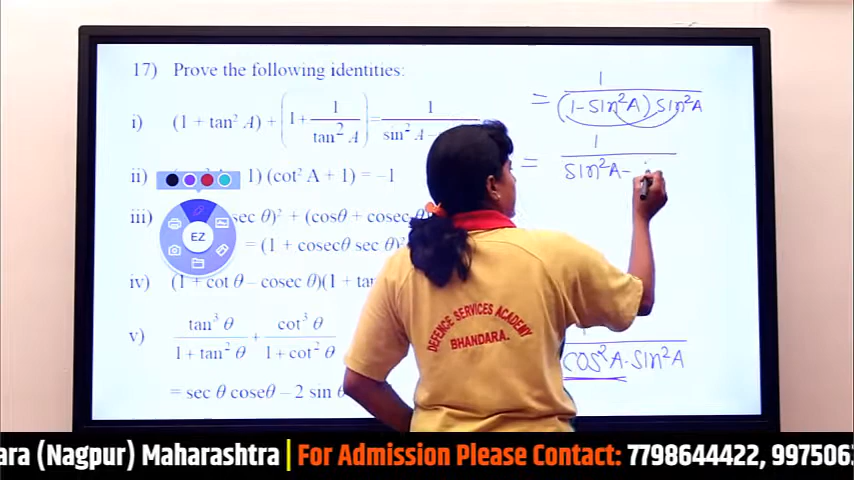 17) Prove the following identities:
i) (1 + tan² A) + (1 + 1/tan² A) = 1/sin² A –
ii) 1) (cot² A + 1) = –1
iii) sec θ)² + (cosθ + cosec θ)²
= (1 + cosecθ sec θ)²
iv) (1 + cot θ – cosec θ)(1 + tan
v) tan³ θ/1 + tan² θ + cot³ θ/1 + cot² θ
= sec θ coseθ – 2 sin θ
EZ
= 1/(1 - sin²A) sin²A
= 1/sin²A -
cos²A · sin²A
DEFENCE SERVICES ACADEMY
BHANDARA.
ara (Nagpur) Maharashtra | For Admission Please Contact: 7798644422, 9975063